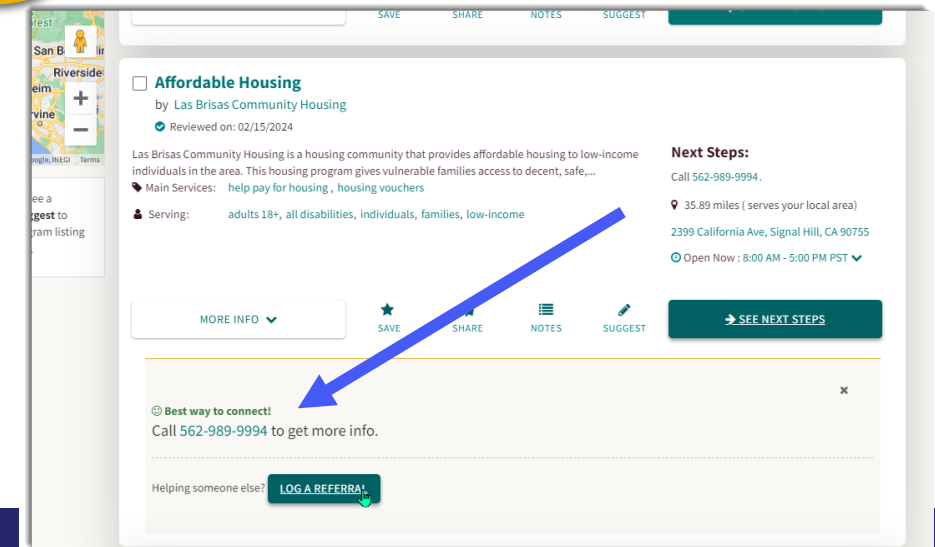 SAVE SHARE NOTES SUGGEST
San B
Riverside
eim
rvine
Terms
ee a
ggest to
ram listing
Affordable Housing
by Las Brisas Community Housing
Reviewed on: 02/15/2024
Las Brisas Community Housing is a housing community that provides affordable housing to low-income
individuals in the area. This housing program gives vulnerable families access to decent, safe,...
Main Services: help pay for housing , housing vouchers
Serving: adults 18+, all disabilities, individuals, families, low-income
Next Steps:
Call 562-989-9994.
35.89 miles ( serves your local area)
2399 California Ave, Signal Hill, CA 90755
Open Now : 8:00 AM - 5:00 PM PST
MORE INFO
SAVE SHARE NOTES SUGGEST
SEE NEXT STEPS
Best way to connect!
Call 562-989-9994 to get more info.
Helping someone else? LOG A REFERRAL